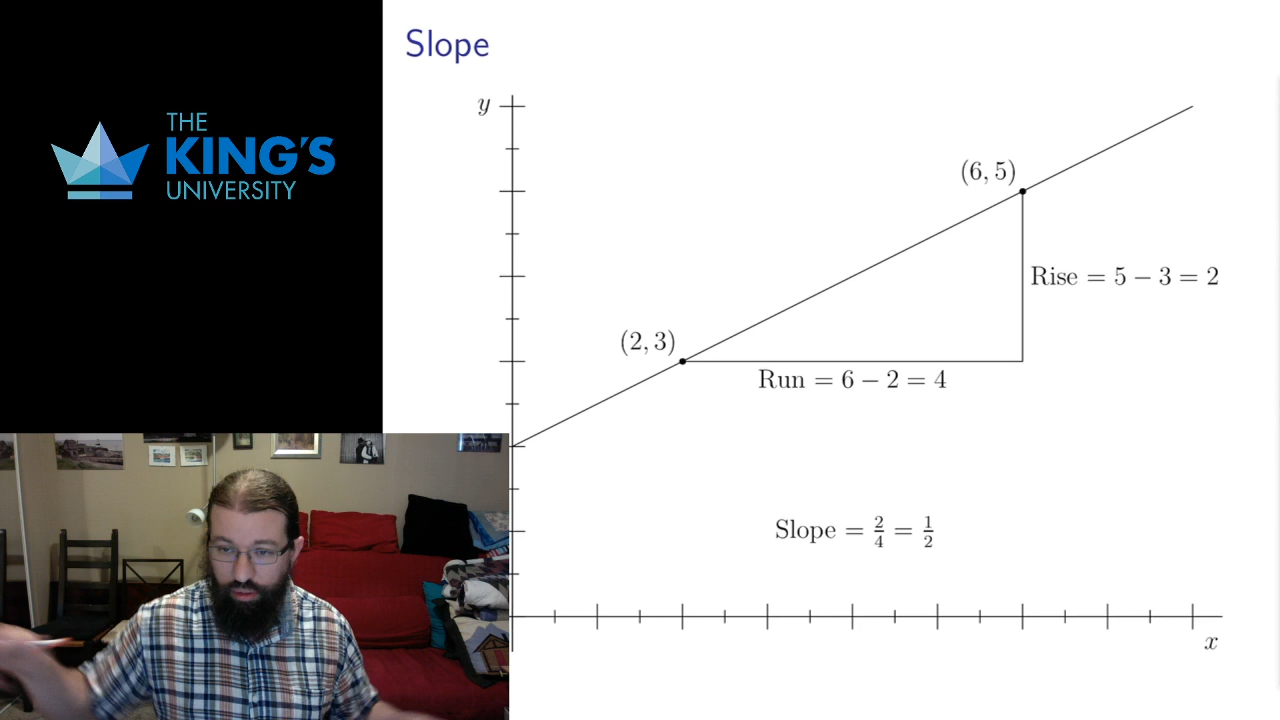 THE
KING'S
UNIVERSITY
Slope
y
(6, 5)
Rise = 5 − 3 = 2
(2, 3)
Run = 6 − 2 = 4
Slope = 2/4 = 1/2
x